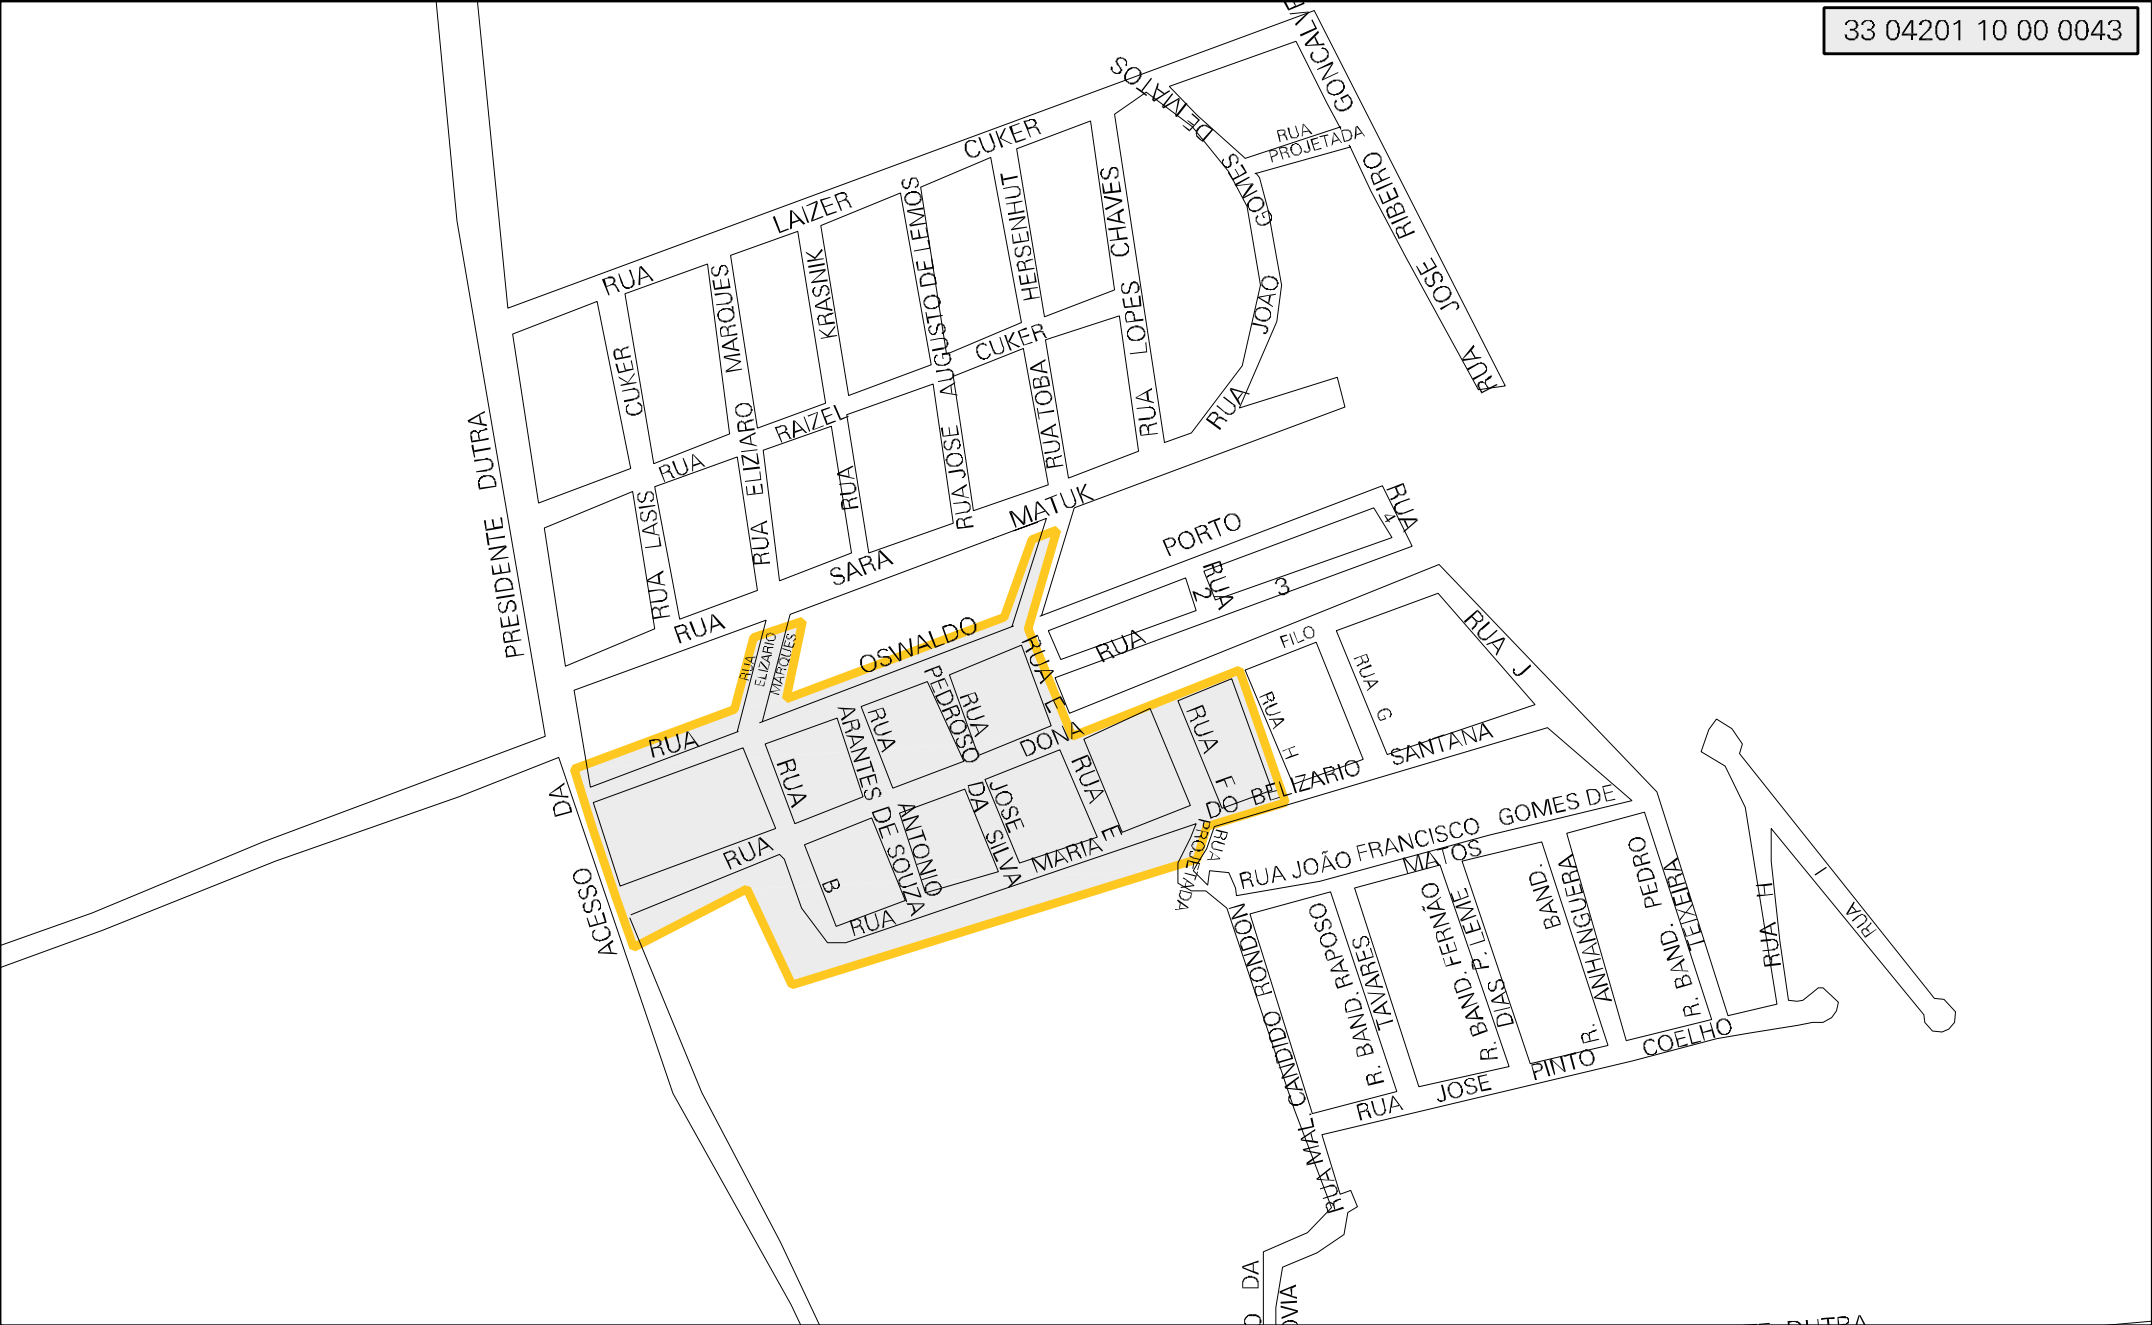 33 04201 10 00 0043
GONCALVE
DE MATOS
RUA
PROJETADA
CUKER
LAIZER
RUA
RIBEIRO
JOSE
RUA
GOMES
JOAO
RUA
CHAVES
LOPES
RUA
HERSENHUT
RUA TOBA
AUGUSTO DE LEMOS
RUA JOSE
KRASNIK
RUA
MARQUES
ELIZIARO
RUA
CUKER
LASIS
RUA
CUKER
RAIZEL
RUA
DUTRA
PRESIDENTE
DA
ACESSO
MATUK
SARA
RUA
PORTO
RUA
4
RUA
2
3
RUA
RUA
ELIZARIO
MARQUES
OSWALDO
RUA
RUA E
FILO
DONA
RUA
RUA J
RUA
G
RUA
H
RUA
F
RUA
E
RUA
PEDROSO
DA
SILVA
JOSE
RUA
ARANTES
DE SOUZA
ANTONIO
RUA
B
SANTANA
BELIZARIO
DO
MARIA
RUA
RUA
PROJETADA
GOMES DE
RUA JOÃO FRANCISCO
MATOS
RUA MAL CANDIDO RONDON
R. BAND. RAPOSO
TAVARES
R. BAND. FERNÃO
DIAS P. LEME
BAND.
R. ANHANGUERA
PEDRO
R. BAND.
TEIXEIRA
RUA H
I
RUA
COELHO
PINTO
JOSE
RUA
DA
O
OVIA
DUTRA